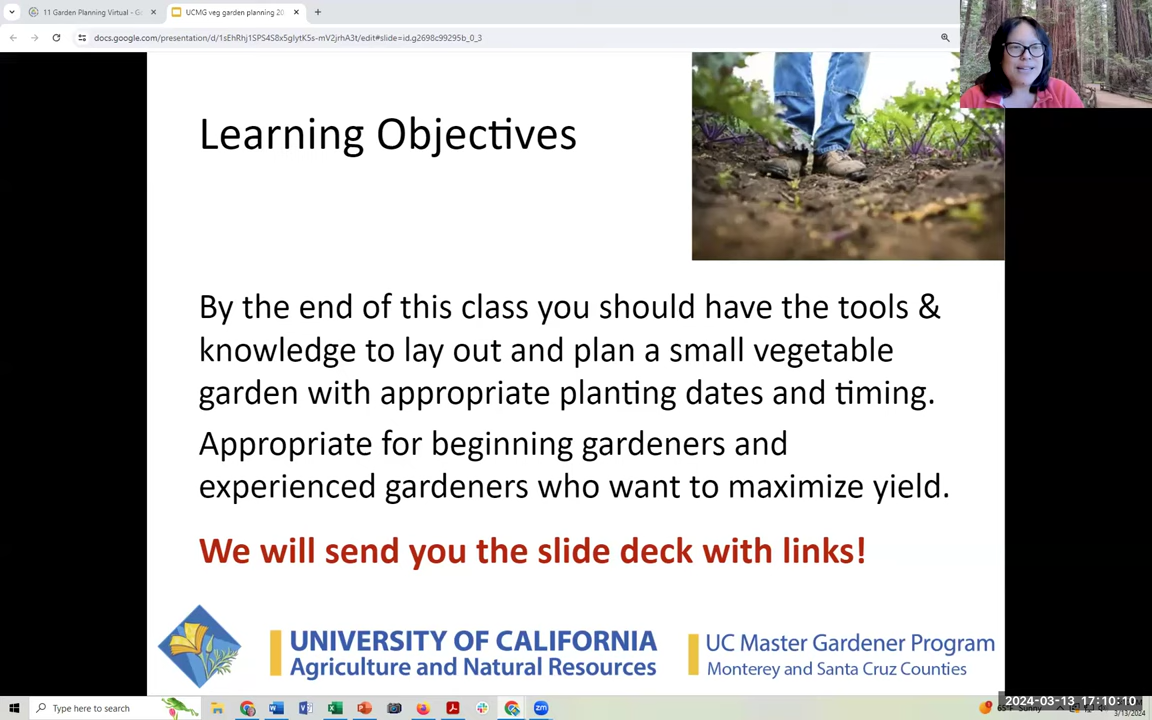 11 Garden Planning Virtual - Go
UCMG veg garden planning 20
docs.google.com/presentation/d/1sEhRhj1SPS4S8x5glytK5s-mV2jrhA3t/edit#slide=id.g2698c99295b_0_3
Learning Objectives
By the end of this class you should have the tools &
knowledge to lay out and plan a small vegetable
garden with appropriate planting dates and timing.
Appropriate for beginning gardeners and
experienced gardeners who want to maximize yield.
We will send you the slide deck with links!
UNIVERSITY OF CALIFORNIA
Agriculture and Natural Resources
UC Master Gardener Program
Monterey and Santa Cruz Counties
Type here to search
2024-03-13 17:10:10
3/13/2024